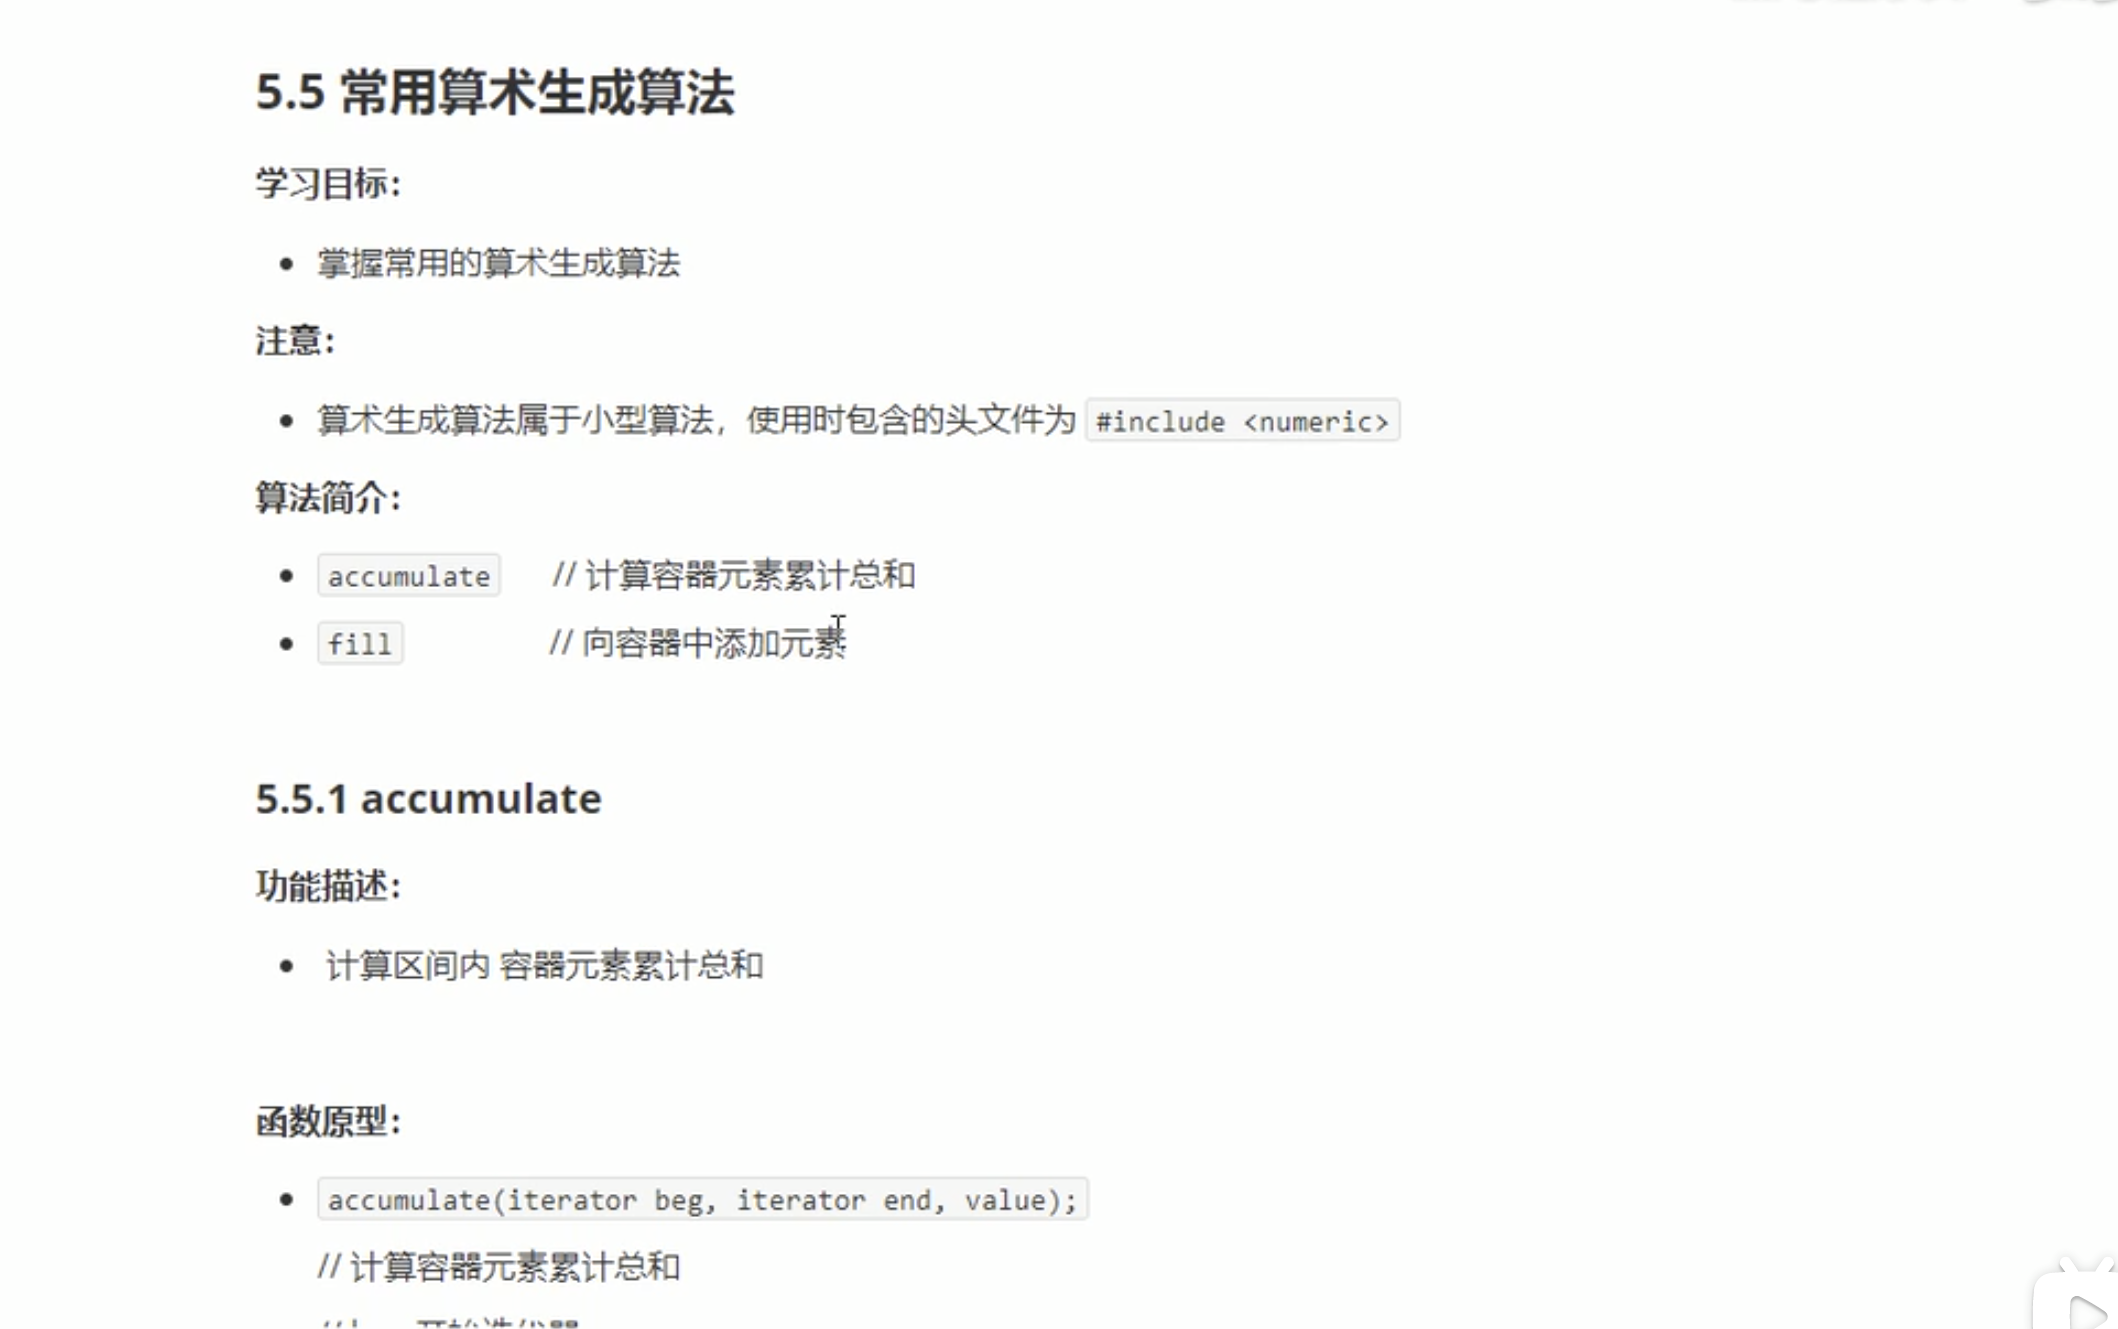 5.5 常用算术生成算法
学习目标：
• 掌握常用的算术生成算法
注意：
• 算术生成算法属于小型算法，使用时包含的头文件为 #include <numeric>
算法简介：
• accumulate // 计算容器元素累计总和
• fill // 向容器中添加元素
5.5.1 accumulate
功能描述：
• 计算区间内 容器元素累计总和
函数原型：
• accumulate(iterator beg, iterator end, value);
// 计算容器元素累计总和